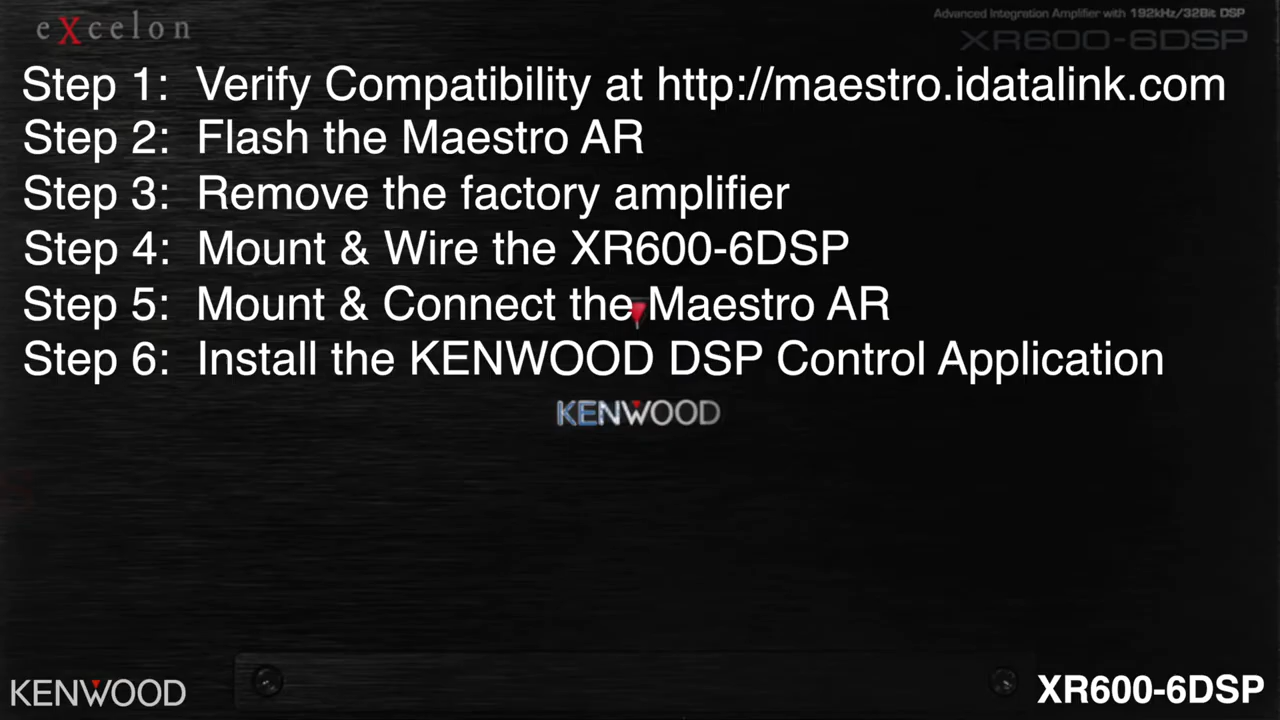 excelon
Advanced Integration Amplifier with 192kHz/32Bit DSP
XR600-6DSP
Step 1: Verify Compatibility at http://maestro.idatalink.com
Step 2: Flash the Maestro AR
Step 3: Remove the factory amplifier
Step 4: Mount & Wire the XR600-6DSP
Step 5: Mount & Connect the Maestro AR
Step 6: Install the KENWOOD DSP Control Application
KENWOOD
KENWOOD
XR600-6DSP